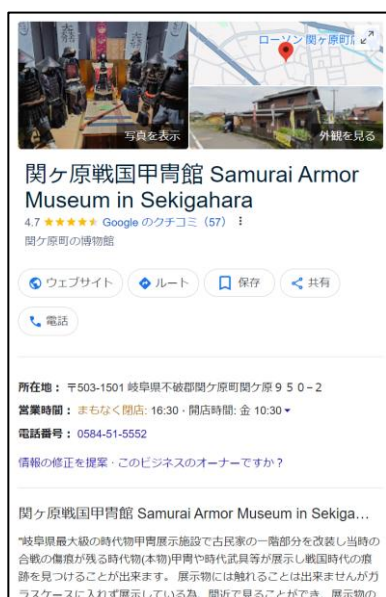 ローソン 関ヶ原町
写真を表示
外観を見る
関ヶ原戦国甲冑館 Samurai Armor
Museum in Sekigahara
4.7 ★★★★★ Google のクチコミ（57） ⋮
関ケ原町の博物館
ウェブサイト
ルート
保存
共有
電話
所在地： 〒503-1501 岐阜県不破郡関ケ原町関ケ原９５０−２
営業時間： まもなく閉店: 16:30 · 開店時間: 金 10:30 ▾
電話番号： 0584-51-5552
情報の修正を提案 · このビジネスのオーナーですか？
関ヶ原戦国甲冑館 Samurai Armor Museum in Sekiga…
"岐阜県最大級の時代物甲冑展示施設で古民家の一階部分を改装し当時の
合戦の傷痕が残る時代物(本物)甲冑や時代武具等が展示し戦国時代の痕
跡を見つけることが出来ます。 展示物には触れることは出来ませんがガ
ラスケースに入れず展示している為、間近で見ることができ、展示物の